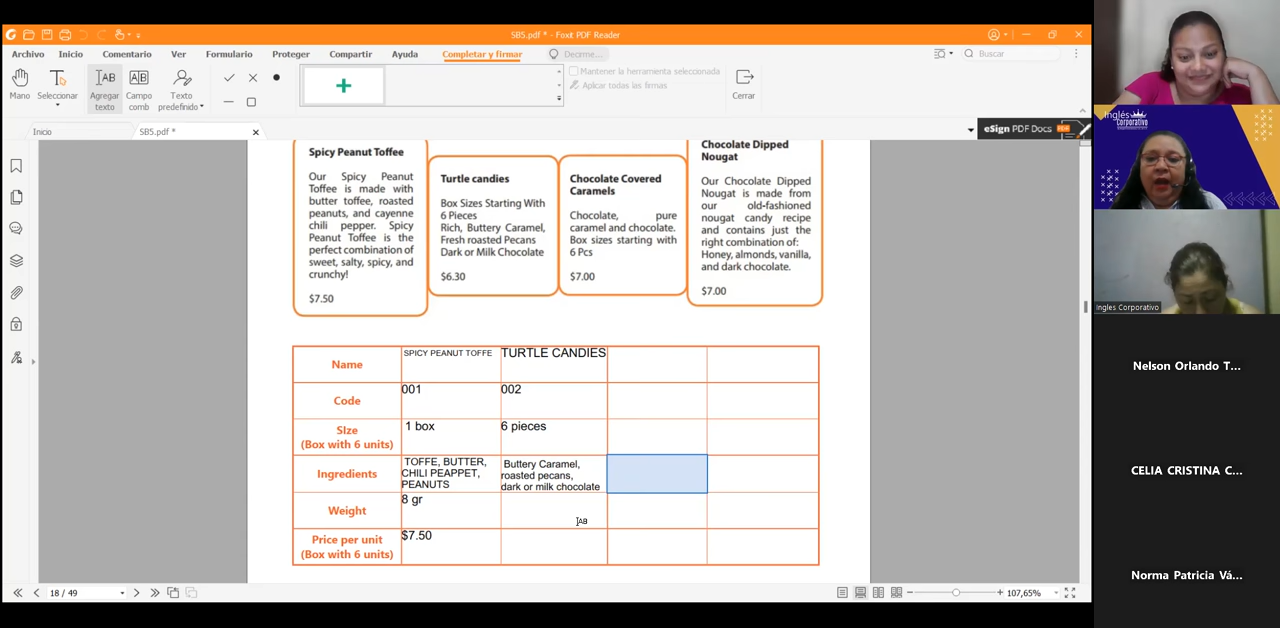 SB5.pdf * - Foxit PDF Reader
Archivo Inicio Comentario Ver Formulario Proteger Compartir Ayuda Completar y firmar Decirme... Buscar
Mano Seleccionar Agregar texto Campo comb Texto predefinido
Mantener la herramienta seleccionada
Aplicar todas las firmas
Cerrar
Inicio SB5.pdf * eSign PDF Docs
Spicy Peanut Toffee
Our Spicy Peanut
Toffee is made with
butter toffee, roasted
peanuts, and cayenne
chili pepper. Spicy
Peanut Toffee is the
perfect combination of
sweet, salty, spicy, and
crunchy!
$7.50
Turtle candies
Box Sizes Starting With
6 Pieces
Rich, Buttery Caramel,
Fresh roasted Pecans
Dark or Milk Chocolate
$6.30
Chocolate Covered
Caramels
Chocolate, pure
caramel and chocolate.
Box sizes starting with
6 Pcs
$7.00
Chocolate Dipped
Nougat
Our Chocolate Dipped
Nougat is made from
our old-fashioned
nougat candy recipe
and contains just the
right combination of:
Honey, almonds, vanilla,
and dark chocolate.
$7.00
Name SPICY PEANUT TOFFE TURTLE CANDIES
Code 001 002
SIze
(Box with 6 units)
1 box 6 pieces
Ingredients
TOFFE, BUTTER,
CHILI PEAPPET,
PEANUTS
Buttery Caramel,
roasted pecans,
dark or milk chocolate
Weight 8 gr
Price per unit
(Box with 6 units)
$7.50
18 / 49
107,65%
Inglés
Corporativo
Ingles Corporativo
Nelson Orlando T...
CELIA CRISTINA C...
Norma Patricia Vá...